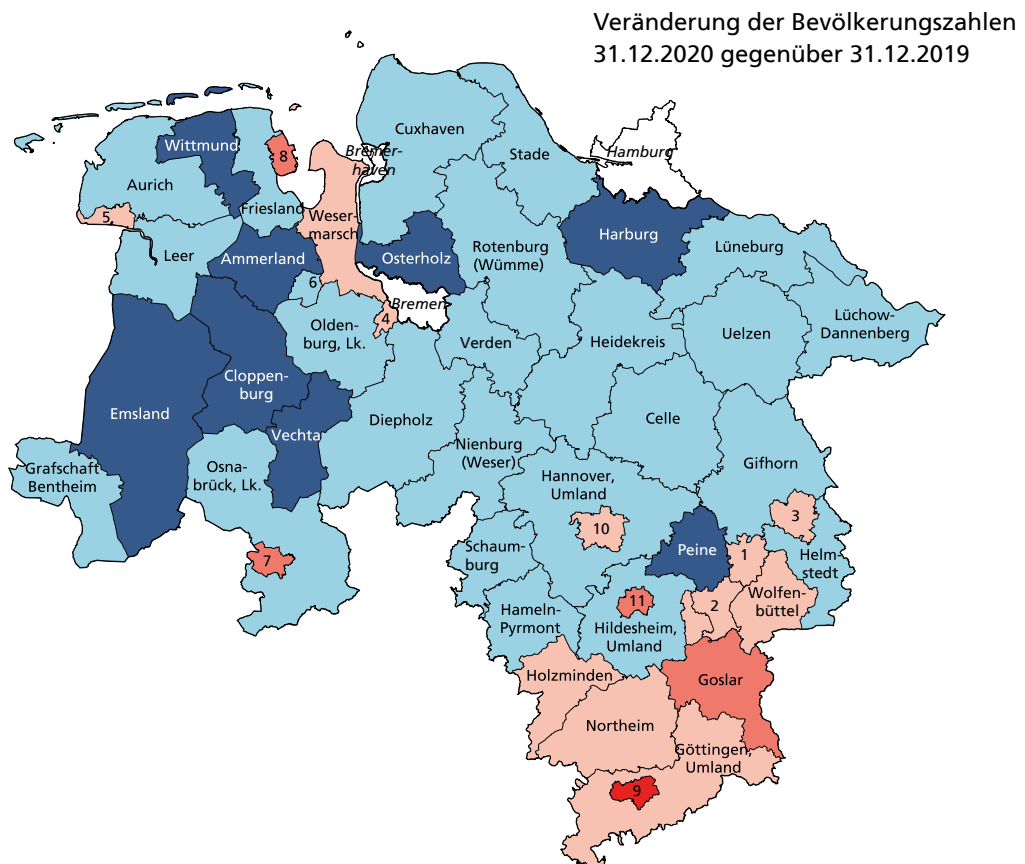 Veränderung der Bevölkerungszahlen
31.12.2020 gegenüber 31.12.2019
Cuxhaven
Wittmund
Stade
Bremer-
haven
Hamburg
8
Aurich
Friesland
5
Weser-
marsch
Harburg
Leer
Ammerland
Osterholz
Rotenburg
(Wümme)
Lüneburg
6
Bremen
4
Olden-
burg, Lk.
Verden
Heidekreis
Uelzen
Lüchow-
Dannenberg
Cloppen-
burg
Emsland
Diepholz
Celle
Vechta
Nienburg
(Weser)
Gifhorn
Grafschaft
Bentheim
Osna-
brück, Lk.
Hannover,
Umland
10
3
7
Schaum-
burg
Peine
1
Helm-
stedt
11
2
Wolfen-
büttel
Hameln-
Pyrmont
Hildesheim,
Umland
Holzminden
Goslar
Northeim
Göttingen,
Umland
9